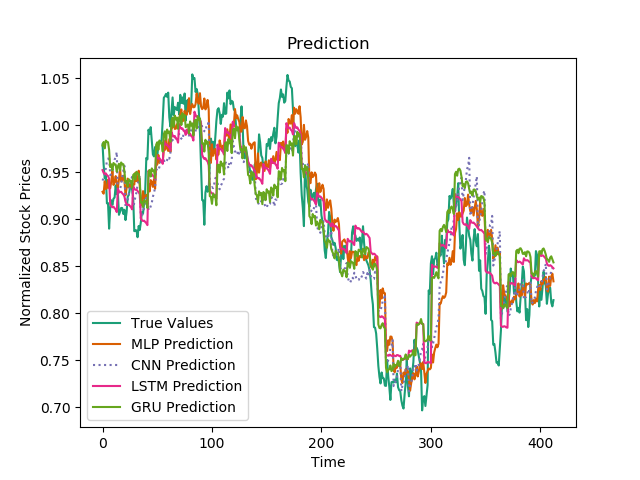 Prediction
Normalized Stock Prices
1.05
1.00
0.95
0.90
0.85
0.80
0.75
0.70
True Values
MLP Prediction
CNN Prediction
LSTM Prediction
GRU Prediction
0 100 200 300 400
Time